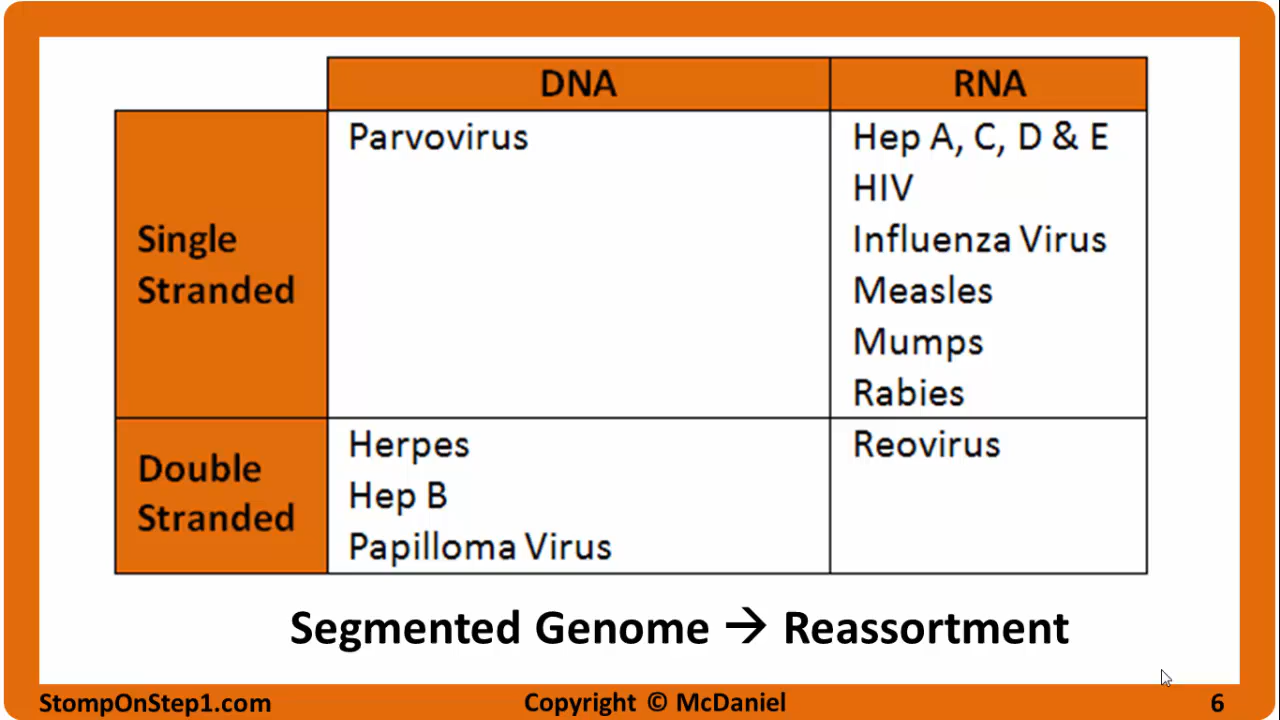 DNA
RNA
Single
Stranded
Parvovirus
Hep A, C, D & E
HIV
Influenza Virus
Measles
Mumps
Rabies
Double
Stranded
Herpes
Hep B
Papilloma Virus
Reovirus
Segmented Genome → Reassortment
StompOnStep1.com
Copyright © McDaniel
6